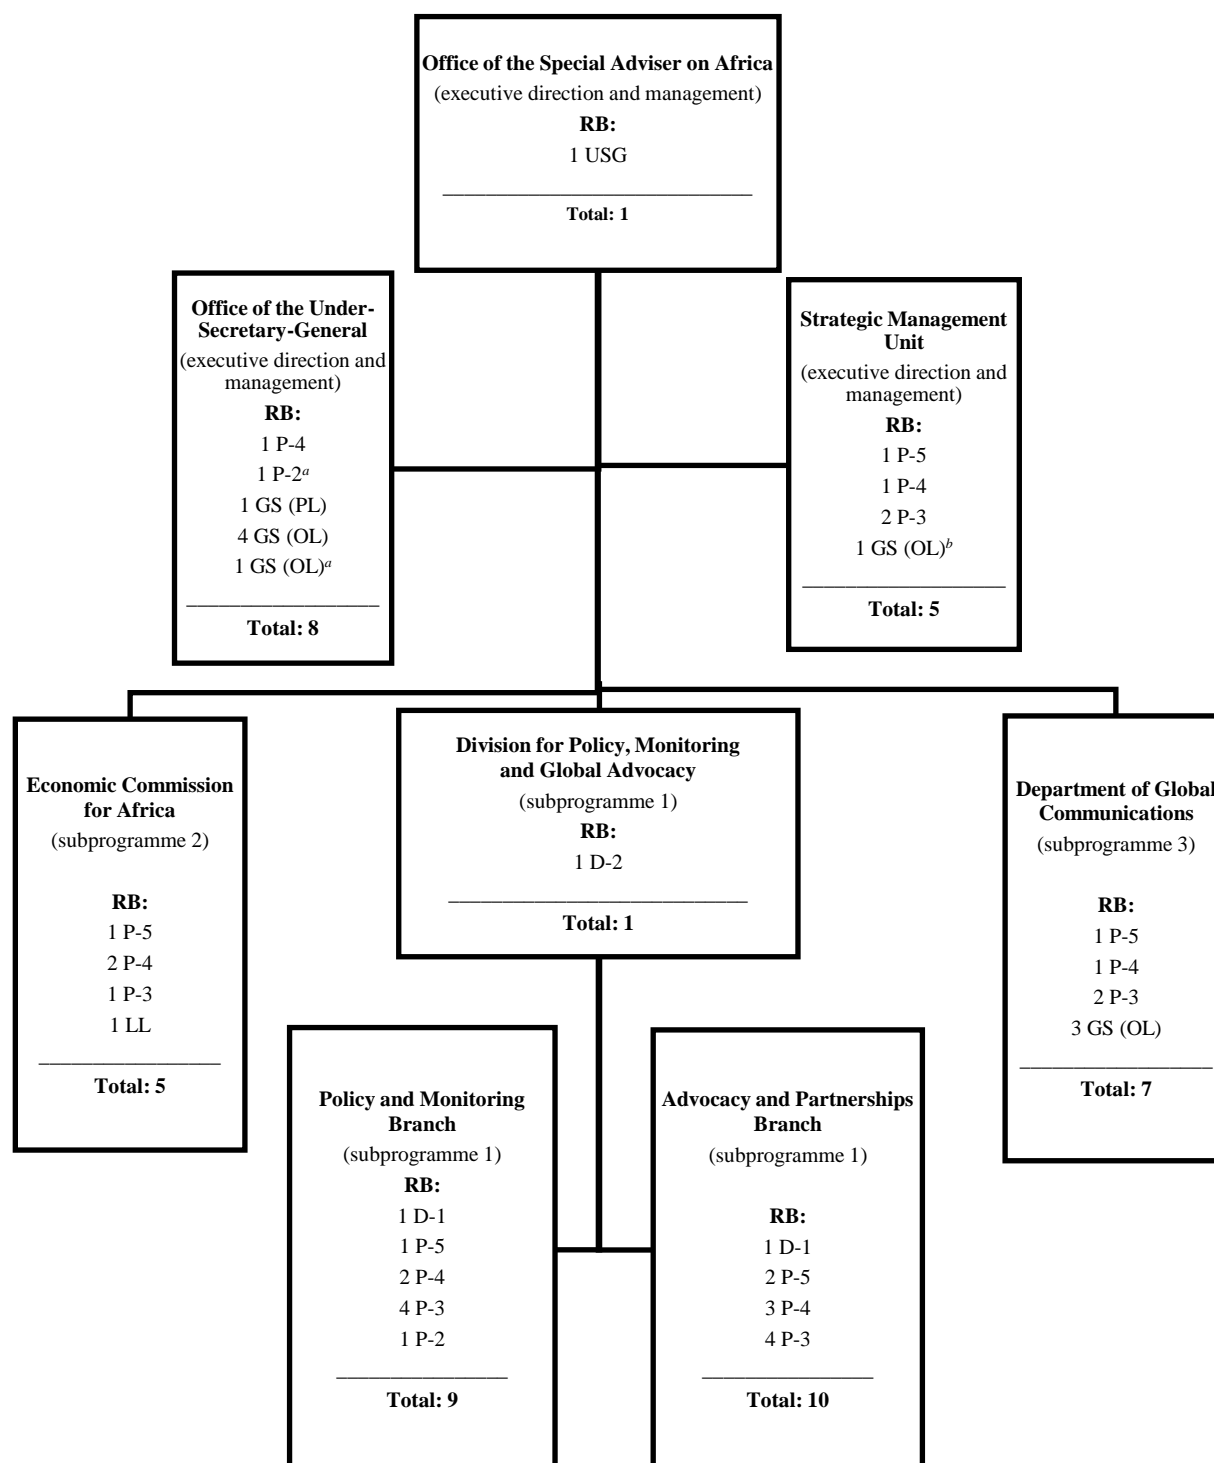 Office of the Special Adviser on Africa
(executive direction and management)
RB:
1 USG
Total: 1
Office of the Under-
Secretary-General
(executive direction and
management)
RB:
1 P-4
1 P-2ᵃ
1 GS (PL)
4 GS (OL)
1 GS (OL)ᵃ
Total: 8
Strategic Management
Unit
(executive direction and
management)
RB:
1 P-5
1 P-4
2 P-3
1 GS (OL)ᵇ
Total: 5
Economic Commission
for Africa
(subprogramme 2)
RB:
1 P-5
2 P-4
1 P-3
1 LL
Total: 5
Division for Policy, Monitoring
and Global Advocacy
(subprogramme 1)
RB:
1 D-2
Total: 1
Department of Global
Communications
(subprogramme 3)
RB:
1 P-5
1 P-4
2 P-3
3 GS (OL)
Total: 7
Policy and Monitoring
Branch
(subprogramme 1)
RB:
1 D-1
1 P-5
2 P-4
4 P-3
1 P-2
Total: 9
Advocacy and Partnerships
Branch
(subprogramme 1)
RB:
1 D-1
2 P-5
3 P-4
4 P-3
Total: 10